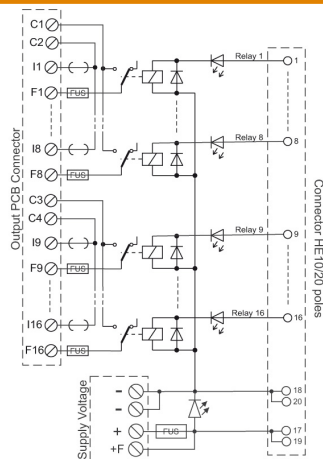 C1
C2
I1
F1
FUS
I8
F8
FUS
C3
C4
I9
F9
FUS
I16
F16
FUS
Output PCB Connector
Relay 1
1
Relay 8
8
Relay 9
9
Relay 16
16
Connector HE10/20 poles
Supply Voltage
-
-
+
FUS
+F
18
20
17
19